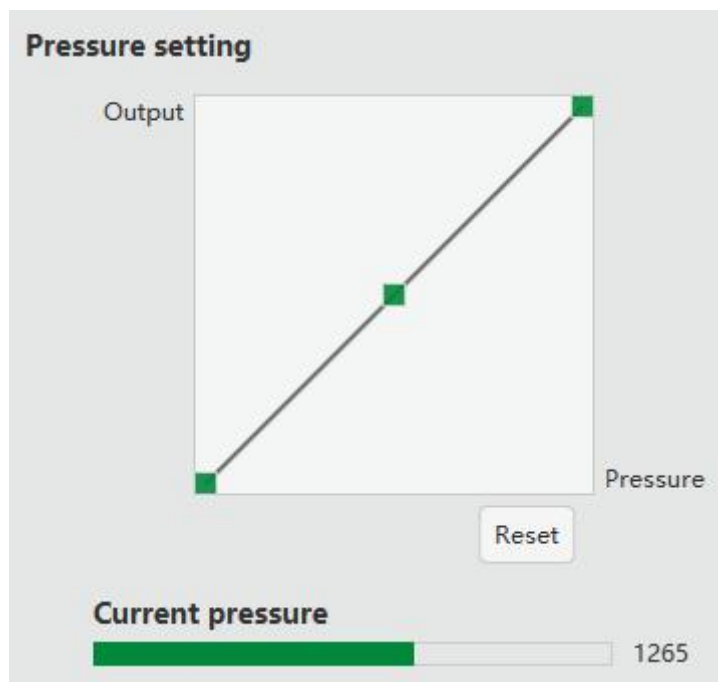 Pressure setting
Output
Pressure
Reset
Current pressure
1265